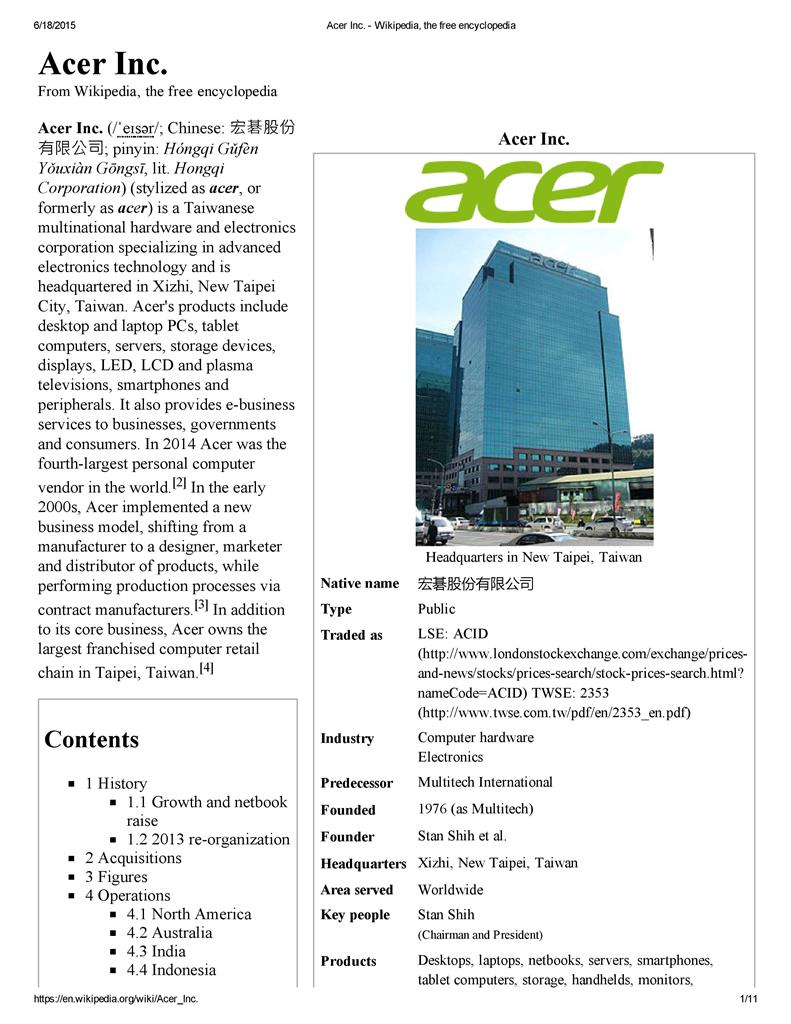 6/18/2015 Acer Inc. - Wikipedia, the free encyclopedia
Acer Inc.
From Wikipedia, the free encyclopedia
Acer Inc. (/ˈeɪsər/; Chinese: 宏碁股份
有限公司; pinyin: Hóngqi Gǔfèn
Yǒuxiàn Gōngsī, lit. Hongqi
Corporation) (stylized as acer, or
formerly as acer) is a Taiwanese
multinational hardware and electronics
corporation specializing in advanced
electronics technology and is
headquartered in Xizhi, New Taipei
City, Taiwan. Acer's products include
desktop and laptop PCs, tablet
computers, servers, storage devices,
displays, LED, LCD and plasma
televisions, smartphones and
peripherals. It also provides e-business
services to businesses, governments
and consumers. In 2014 Acer was the
fourth-largest personal computer
vendor in the world.[2] In the early
2000s, Acer implemented a new
business model, shifting from a
manufacturer to a designer, marketer
and distributor of products, while
performing production processes via
contract manufacturers.[3] In addition
to its core business, Acer owns the
largest franchised computer retail
chain in Taipei, Taiwan.[4]
Contents
1 History
1.1 Growth and netbook
raise
1.2 2013 re-organization
2 Acquisitions
3 Figures
4 Operations
4.1 North America
4.2 Australia
4.3 India
4.4 Indonesia
Acer Inc.
acer
acer
Headquarters in New Taipei, Taiwan
Native name 宏碁股份有限公司
Type Public
Traded as LSE: ACID
(http://www.londonstockexchange.com/exchange/prices-
and-news/stocks/prices-search/stock-prices-search.html?
nameCode=ACID) TWSE: 2353
(http://www.twse.com.tw/pdf/en/2353_en.pdf)
Industry Computer hardware
Electronics
Predecessor Multitech International
Founded 1976 (as Multitech)
Founder Stan Shih et al.
Headquarters Xizhi, New Taipei, Taiwan
Area served Worldwide
Key people Stan Shih
(Chairman and President)
Products Desktops, laptops, netbooks, servers, smartphones,
tablet computers, storage, handhelds, monitors,
https://en.wikipedia.org/wiki/Acer_Inc. 1/11